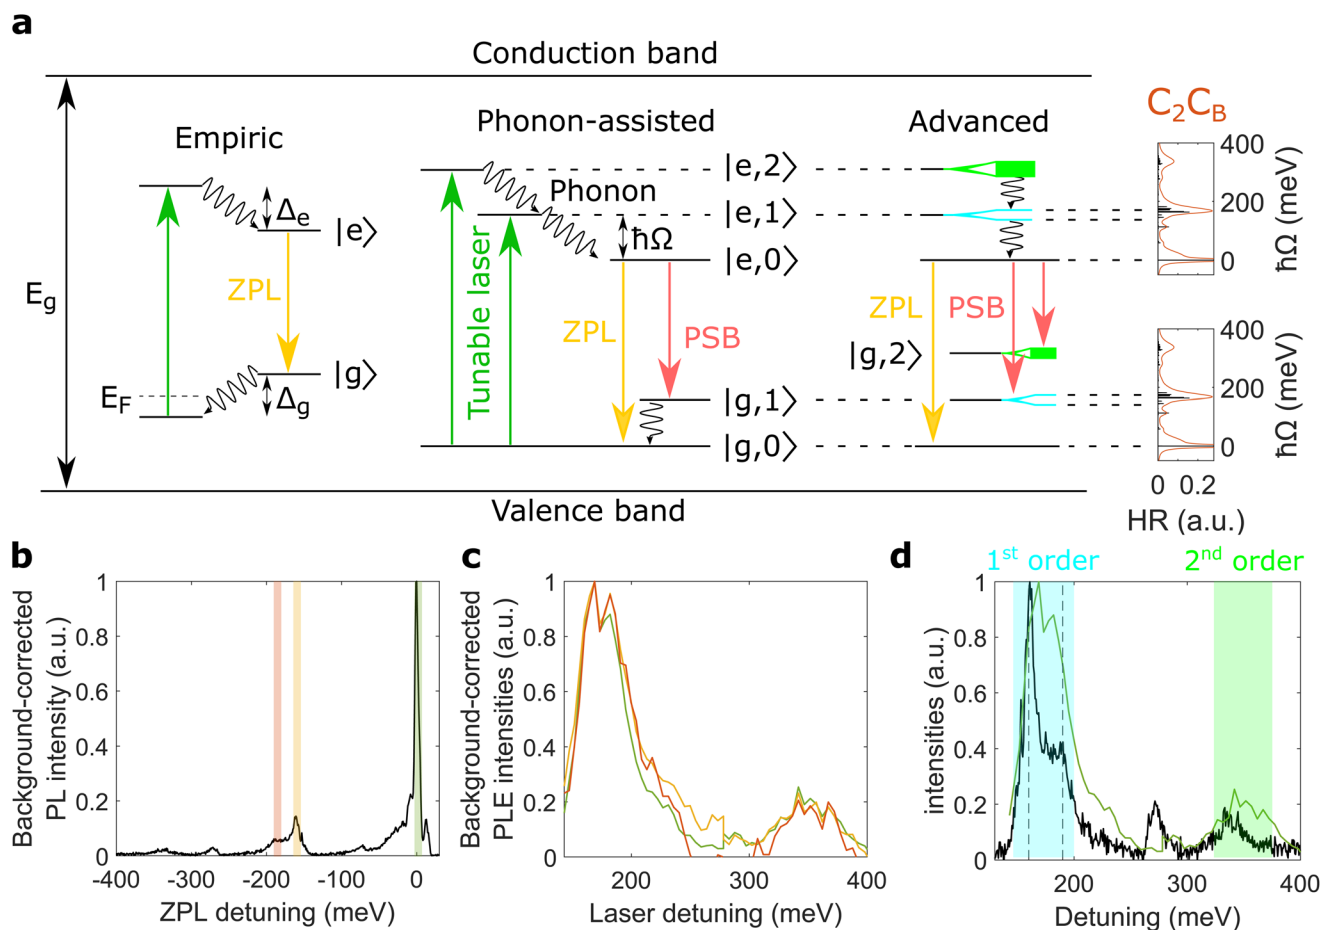 a
Conduction band
Empiric
Phonon-assisted
Advanced
C₂C_B
Δe
|e>
Phonon
|e,2>
|e,1>
ħΩ
|e,0>
400
200
0
ħΩ (meV)
Eg
ZPL
Tunable laser
ZPL
PSB
ZPL
PSB
|g,2>
|g>
EF
Δg
|g,1>
|g,0>
400
200
0
ħΩ (meV)
0 0.2
HR (a.u.)
Valence band
b
Background-corrected
PL intensity (a.u.)
1
0.8
0.6
0.4
0.2
0
-400 -300 -200 -100 0
ZPL detuning (meV)
c
Background-corrected
PLE intensities (a.u.)
1
0.8
0.6
0.4
0.2
0
200 300 400
Laser detuning (meV)
d
1st order
2nd order
intensities (a.u.)
1
0.8
0.6
0.4
0.2
0
200 300 400
Detuning (meV)